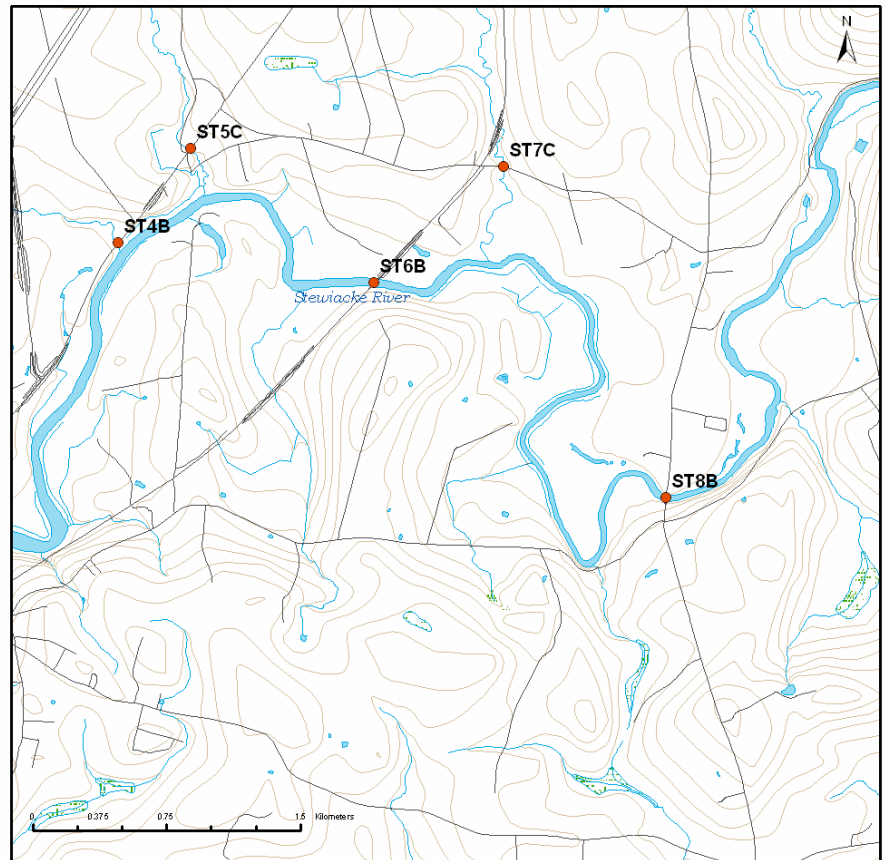 N
ST5C
ST7C
ST4B
ST6B
Stewiacke River
ST8B
0 0.375 0.75 1.5 Kilometers